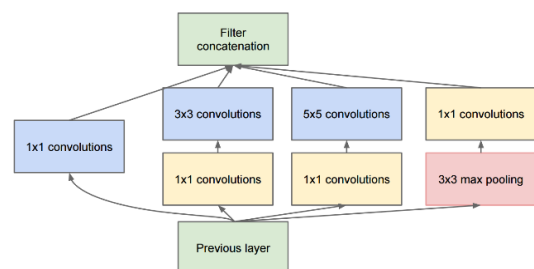 Filter
concatenation
3x3 convolutions
5x5 convolutions
1x1 convolutions
1x1 convolutions
1x1 convolutions
1x1 convolutions
3x3 max pooling
Previous layer